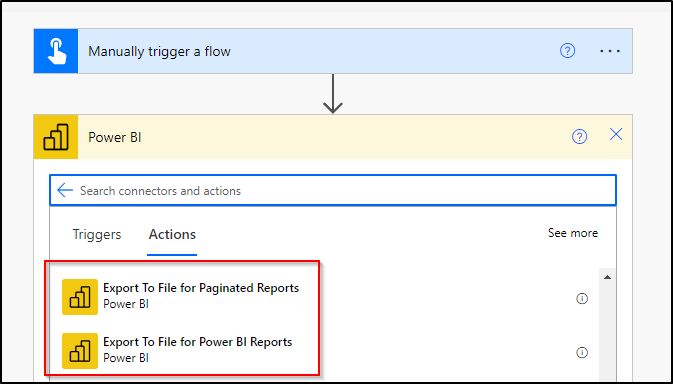 Manually trigger a flow
Power BI
Search connectors and actions
Triggers Actions See more
Export To File for Paginated Reports
Power BI
Export To File for Power BI Reports
Power BI